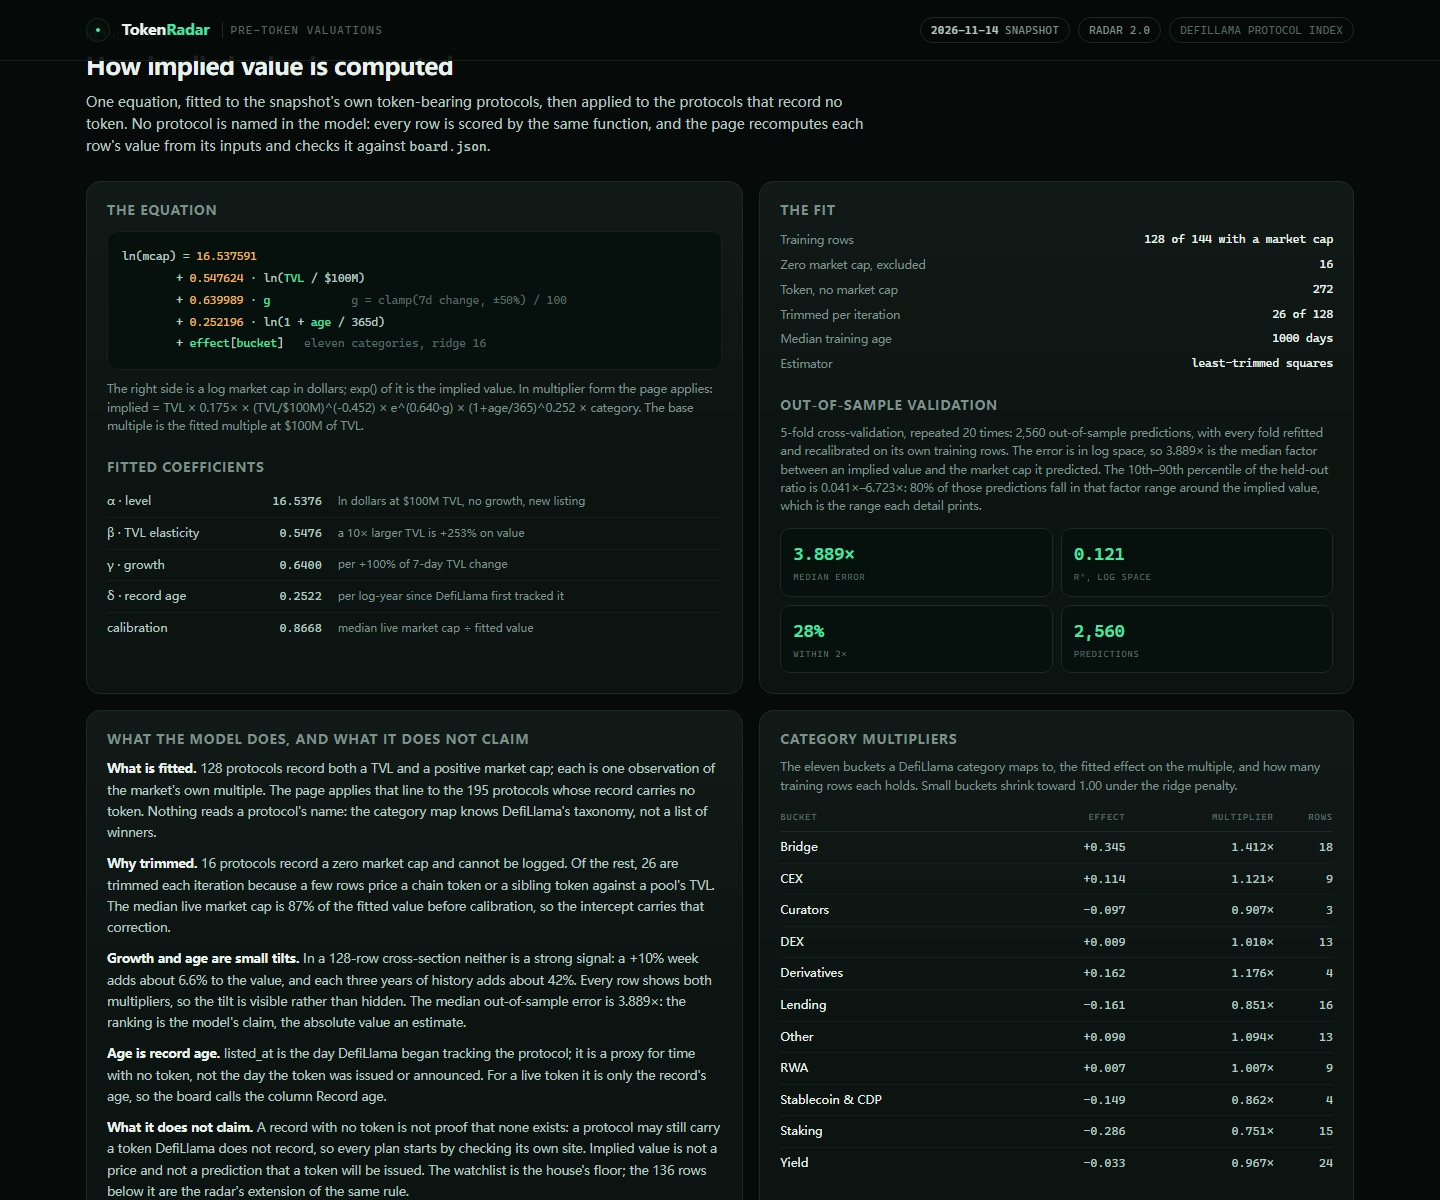 TokenRadar
PRE-TOKEN VALUATIONS
2026-11-14 SNAPSHOT
RADAR 2.0
DEFILLAMA PROTOCOL INDEX
How implied value is computed
One equation, fitted to the snapshot's own token-bearing protocols, then applied to the protocols that record no
token. No protocol is named in the model: every row is scored by the same function, and the page recomputes each
row's value from its inputs and checks it against board.json.
THE EQUATION
ln(mcap) = 16.537591
+ 0.547624 · ln(TVL / $100M)
+ 0.639989 · g g = clamp(7d change, ±50%) / 100
+ 0.252196 · ln(1 + age / 365d)
+ effect[bucket] eleven categories, ridge 16
The right side is a log market cap in dollars; exp() of it is the implied value. In multiplier form the page applies:
implied = TVL × 0.175× × (TVL/$100M)^(-0.452) × e^(0.640·g) × (1+age/365)^0.252 × category. The base
multiple is the fitted multiple at $100M of TVL.
FITTED COEFFICIENTS
α · level 16.5376 ln dollars at $100M TVL, no growth, new listing
β · TVL elasticity 0.5476 a 10× larger TVL is +253% on value
γ · growth 0.6400 per +100% of 7-day TVL change
δ · record age 0.2522 per log-year since DefiLlama first tracked it
calibration 0.8668 median live market cap ÷ fitted value
THE FIT
Training rows 128 of 144 with a market cap
Zero market cap, excluded 16
Token, no market cap 272
Trimmed per iteration 26 of 128
Median training age 1000 days
Estimator least-trimmed squares
OUT-OF-SAMPLE VALIDATION
5-fold cross-validation, repeated 20 times: 2,560 out-of-sample predictions, with every fold refitted
and recalibrated on its own training rows. The error is in log space, so 3.889× is the median factor
between an implied value and the market cap it predicted. The 10th–90th percentile of the held-out
ratio is 0.041×–6.723×: 80% of those predictions fall in that factor range around the implied value,
which is the range each detail prints.
3.889×
MEDIAN ERROR
0.121
R², LOG SPACE
28%
WITHIN 2×
2,560
PREDICTIONS
WHAT THE MODEL DOES, AND WHAT IT DOES NOT CLAIM
What is fitted. 128 protocols record both a TVL and a positive market cap; each is one observation of
the market's own multiple. The page applies that line to the 195 protocols whose record carries no
token. Nothing reads a protocol's name: the category map knows DefiLlama's taxonomy, not a list of
winners.
Why trimmed. 16 protocols record a zero market cap and cannot be logged. Of the rest, 26 are
trimmed each iteration because a few rows price a chain token or a sibling token against a pool's TVL.
The median live market cap is 87% of the fitted value before calibration, so the intercept carries that
correction.
Growth and age are small tilts. In a 128-row cross-section neither is a strong signal: a +10% week
adds about 6.6% to the value, and each three years of history adds about 42%. Every row shows both
multipliers, so the tilt is visible rather than hidden. The median out-of-sample error is 3.889×: the
ranking is the model's claim, the absolute value an estimate.
Age is record age. listed_at is the day DefiLlama began tracking the protocol; it is a proxy for time
with no token, not the day the token was issued or announced. For a live token it is only the record's
age, so the board calls the column Record age.
What it does not claim. A record with no token is not proof that none exists: a protocol may still carry
a token DefiLlama does not record, so every plan starts by checking its own site. Implied value is not a
price and not a prediction that a token will be issued. The watchlist is the house's floor; the 136 rows
below it are the radar's extension of the same rule.
CATEGORY MULTIPLIERS
The eleven buckets a DefiLlama category maps to, the fitted effect on the multiple, and how many
training rows each holds. Small buckets shrink toward 1.00 under the ridge penalty.
BUCKET EFFECT MULTIPLIER ROWS
Bridge +0.345 1.412× 18
CEX +0.114 1.121× 9
Curators −0.097 0.907× 3
DEX +0.009 1.010× 13
Derivatives +0.162 1.176× 4
Lending −0.161 0.851× 16
Other +0.090 1.094× 13
RWA +0.007 1.007× 9
Stablecoin & CDP −0.149 0.862× 4
Staking −0.286 0.751× 15
Yield −0.033 0.967× 24